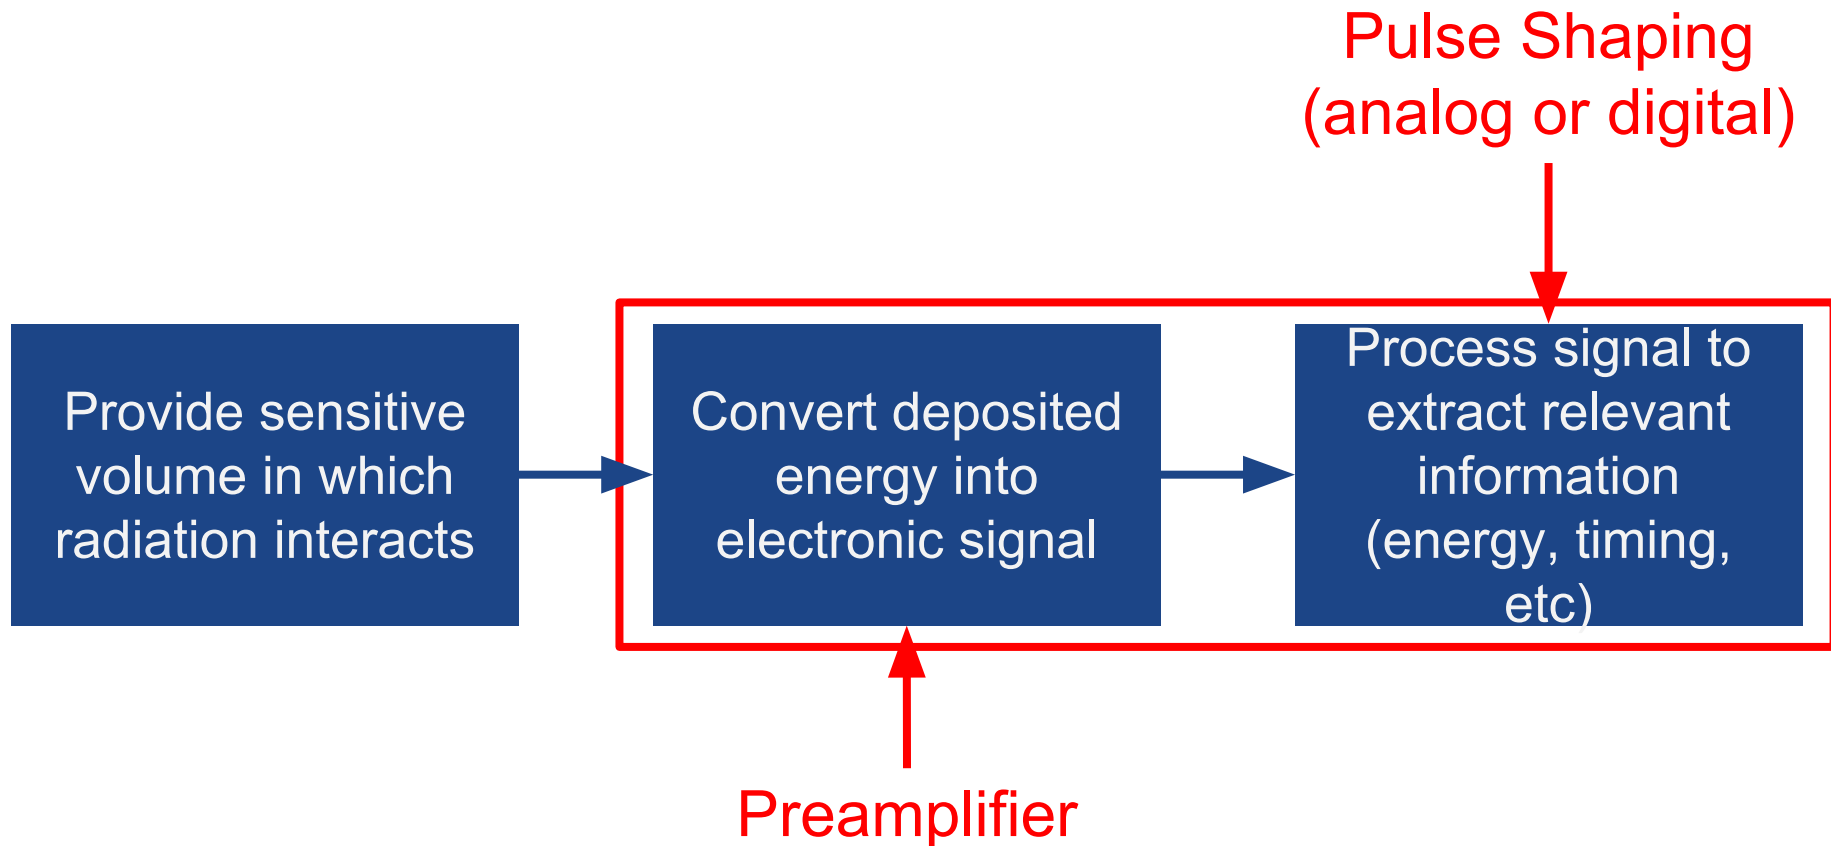 Pulse Shaping
(analog or digital)
Provide sensitive
volume in which
radiation interacts
Convert deposited
energy into
electronic signal
Process signal to
extract relevant
information
(energy, timing,
etc)
Preamplifier